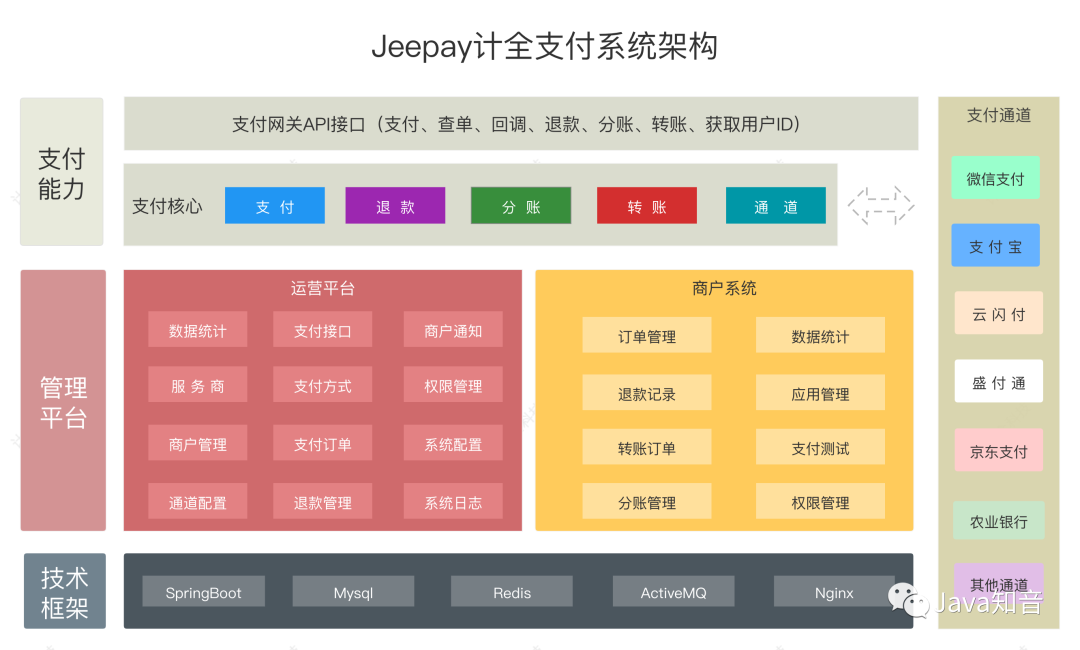 Jeepay计全支付系统架构
支付
能力
支付网关API接口（支付、查单、回调、退款、分账、转账、获取用户ID）
支付核心
支 付
退 款
分 账
转 账
通 道
管理
平台
运营平台
数据统计
支付接口
商户通知
服 务 商
支付方式
权限管理
商户管理
支付订单
系统配置
通道配置
退款管理
系统日志
商户系统
订单管理
数据统计
退款记录
应用管理
转账订单
支付测试
分账管理
权限管理
技术
框架
SpringBoot
Mysql
Redis
ActiveMQ
Nginx
支付通道
微信支付
支 付 宝
云 闪 付
盛 付 通
京东支付
农业银行
其他通道
Java知音